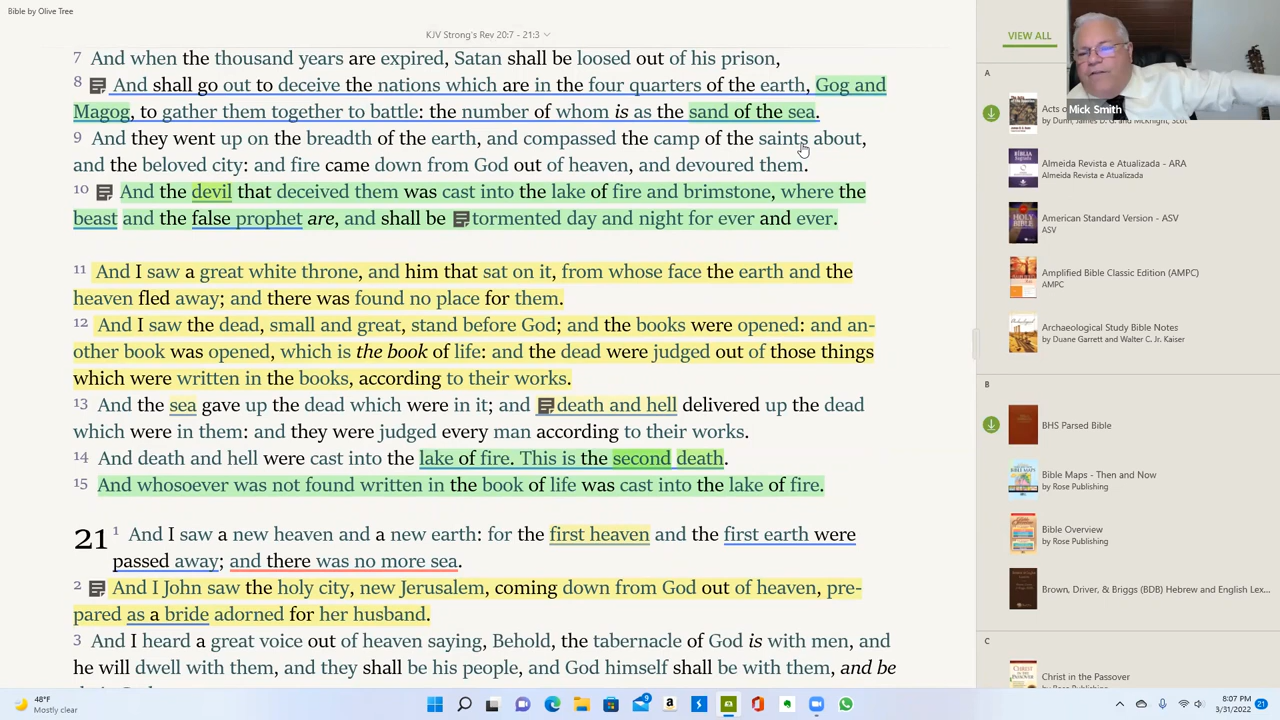 Bible by Olive Tree
KJV Strong's Rev 20:7 - 21:3
7 And when the thousand years are expired, Satan shall be loosed out of his prison,
8 And shall go out to deceive the nations which are in the four quarters of the earth, Gog and
Magog, to gather them together to battle: the number of whom is as the sand of the sea.
9 And they went up on the breadth of the earth, and compassed the camp of the saints about,
and the beloved city: and fire came down from God out of heaven, and devoured them.
10 And the devil that deceived them was cast into the lake of fire and brimstone, where the
beast and the false prophet are, and shall be tormented day and night for ever and ever.
11 And I saw a great white throne, and him that sat on it, from whose face the earth and the
heaven fled away; and there was found no place for them.
12 And I saw the dead, small and great, stand before God; and the books were opened: and an-
other book was opened, which is the book of life: and the dead were judged out of those things
which were written in the books, according to their works.
13 And the sea gave up the dead which were in it; and death and hell delivered up the dead
which were in them: and they were judged every man according to their works.
14 And death and hell were cast into the lake of fire. This is the second death.
15 And whosoever was not found written in the book of life was cast into the lake of fire.
21 1 And I saw a new heaven and a new earth: for the first heaven and the first earth were
passed away; and there was no more sea.
2 And I John saw the holy city, new Jerusalem, coming down from God out of heaven, pre-
pared as a bride adorned for her husband.
3 And I heard a great voice out of heaven saying, Behold, the tabernacle of God is with men, and
he will dwell with them, and they shall be his people, and God himself shall be with them, and be
VIEW ALL
Mick Smith
A
Acts o
by Dunn, James D. G. and McKnight, Scot
Almeida Revista e Atualizada - ARA
Almeida Revista e Atualizada
American Standard Version - ASV
ASV
Amplified Bible Classic Edition (AMPC)
AMPC
Archaeological Study Bible Notes
by Duane Garrett and Walter C. Jr. Kaiser
B
BHS Parsed Bible
Bible Maps - Then and Now
by Rose Publishing
Bible Overview
by Rose Publishing
Brown, Driver, & Briggs (BDB) Hebrew and English Lex...
C
Christ in the Passover
48°F
Mostly clear
9
8:07 PM
3/31/2022
21